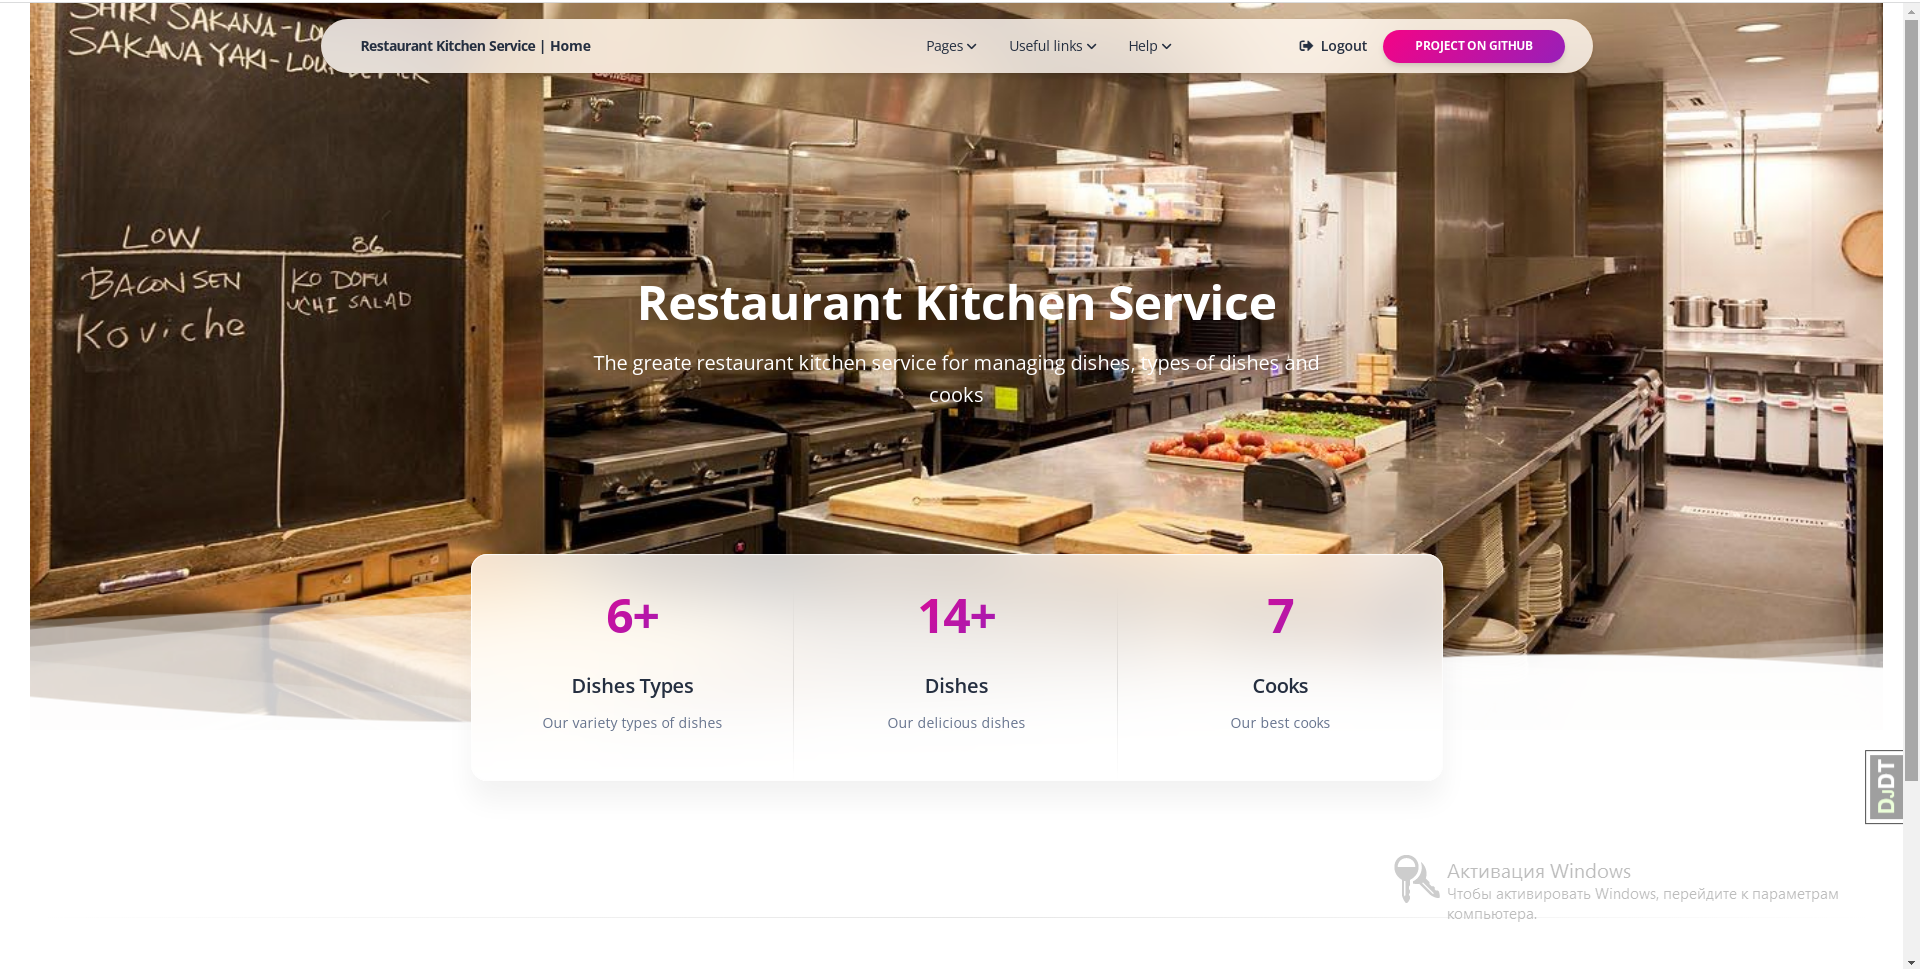 SHIRI SAKANA-LOU
SAKANA YAKI-LOUP DE MER
Restaurant Kitchen Service | Home
Pages
Useful links
Help
Logout
PROJECT ON GITHUB
LOW
86
BACON SEN
KO DOFU
UCHI SALAD
Koviche
Restaurant Kitchen Service
The greate restaurant kitchen service for managing dishes, types of dishes and
cooks
6+
14+
7
Dishes Types
Dishes
Cooks
Our variety types of dishes
Our delicious dishes
Our best cooks
DJDT
Активация Windows
Чтобы активировать Windows, перейдите к параметрам
компьютера.